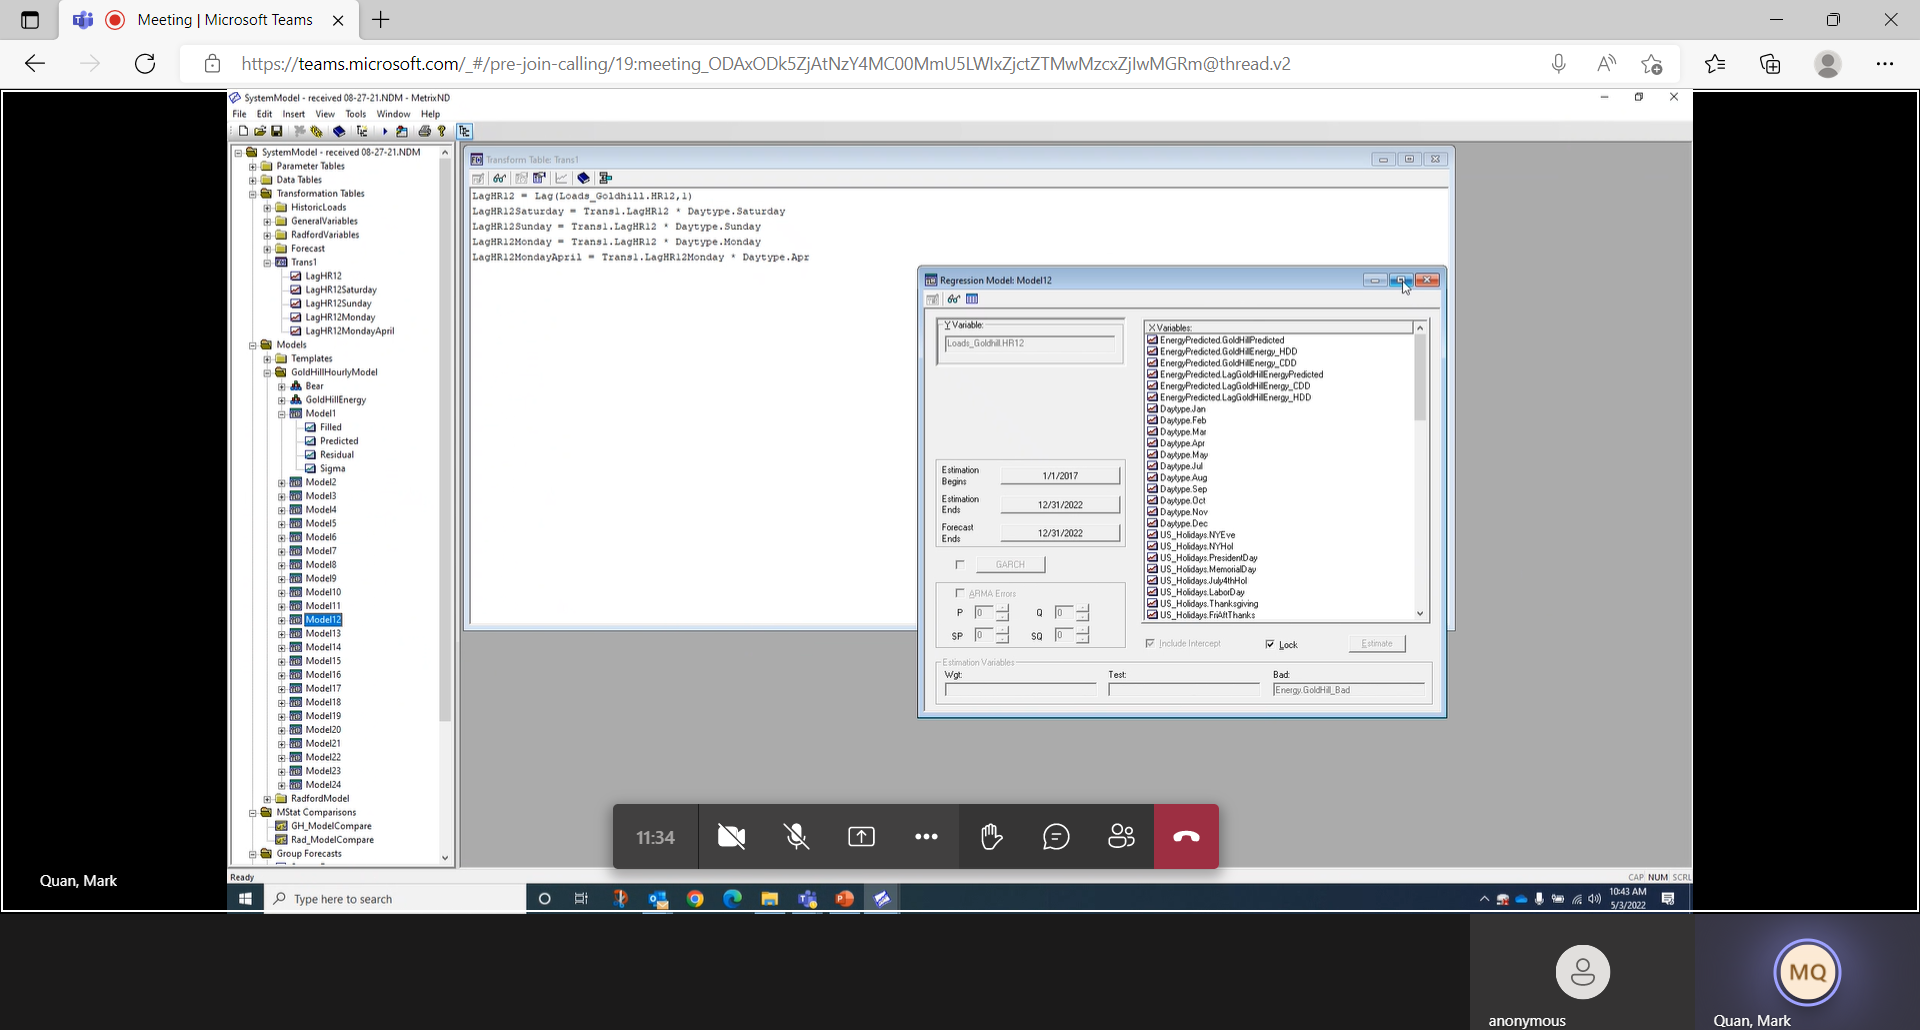 Meeting | Microsoft Teams
https://teams.microsoft.com/_#/pre-join-calling/19:meeting_ODAxODk5ZjAtNzY4MC00MmU5LWIxZjctZTMwMzcxZjIwMGRm@thread.v2
SystemModel - received 08-27-21.NDM - MetrixND
File Edit Insert View Tools Window Help
SystemModel - received 08-27-21.NDM
Parameter Tables
Data Tables
Transformation Tables
HistoricLoads
GeneralVariables
RadfordVariables
Forecast
Trans1
LagHR12
LagHR12Saturday
LagHR12Sunday
LagHR12Monday
LagHR12MondayApril
Models
Templates
GoldHillHourlyModel
Bear
GoldHillEnergy
Model1
Filled
Predicted
Residual
Sigma
Model2
Model3
Model4
Model5
Model6
Model7
Model8
Model9
Model10
Model11
Model12
Model13
Model14
Model15
Model16
Model17
Model18
Model19
Model20
Model21
Model22
Model23
Model24
RadfordModel
MStat Comparisons
GH_ModelCompare
Rad_ModelCompare
Group Forecasts
Ready
Transform Table: Trans1
LagHR12 = Lag(Loads_Goldhill.HR12,1)
LagHR12Saturday = Trans1.LagHR12 * Daytype.Saturday
LagHR12Sunday = Trans1.LagHR12 * Daytype.Sunday
LagHR12Monday = Trans1.LagHR12 * Daytype.Monday
LagHR12MondayApril = Trans1.LagHR12Monday * Daytype.Apr
Regression Model: Model12
Y Variable:
Loads_Goldhill.HR12
Estimation Begins
1/1/2017
Estimation Ends
12/31/2022
Forecast Ends
12/31/2022
GARCH
ARMA Errors
P 0 Q 0
SP 0 SQ 0
X Variables:
EnergyPredicted.GoldHillPredicted
EnergyPredicted.GoldHillEnergy_HDD
EnergyPredicted.GoldHillEnergy_CDD
EnergyPredicted.LagGoldHillEnergyPredicted
EnergyPredicted.LagGoldHillEnergy_CDD
EnergyPredicted.LagGoldHillEnergy_HDD
Daytype.Jan
Daytype.Feb
Daytype.Mar
Daytype.Apr
Daytype.May
Daytype.Jul
Daytype.Aug
Daytype.Sep
Daytype.Oct
Daytype.Nov
Daytype.Dec
US_Holidays.NYEve
US_Holidays.NYHol
US_Holidays.PresidentDay
US_Holidays.MemorialDay
US_Holidays.July4thHol
US_Holidays.LaborDay
US_Holidays.Thanksgiving
US_Holidays.FriAftThanks
Include Intercept Lock Estimate
Estimation Variables
Wgt: Test: Bad:
Energy.GoldHill_Bad
11:34
CAP NUM SCRL
Quan, Mark
Type here to search
10:43 AM
5/3/2022
MQ
anonymous
Quan, Mark